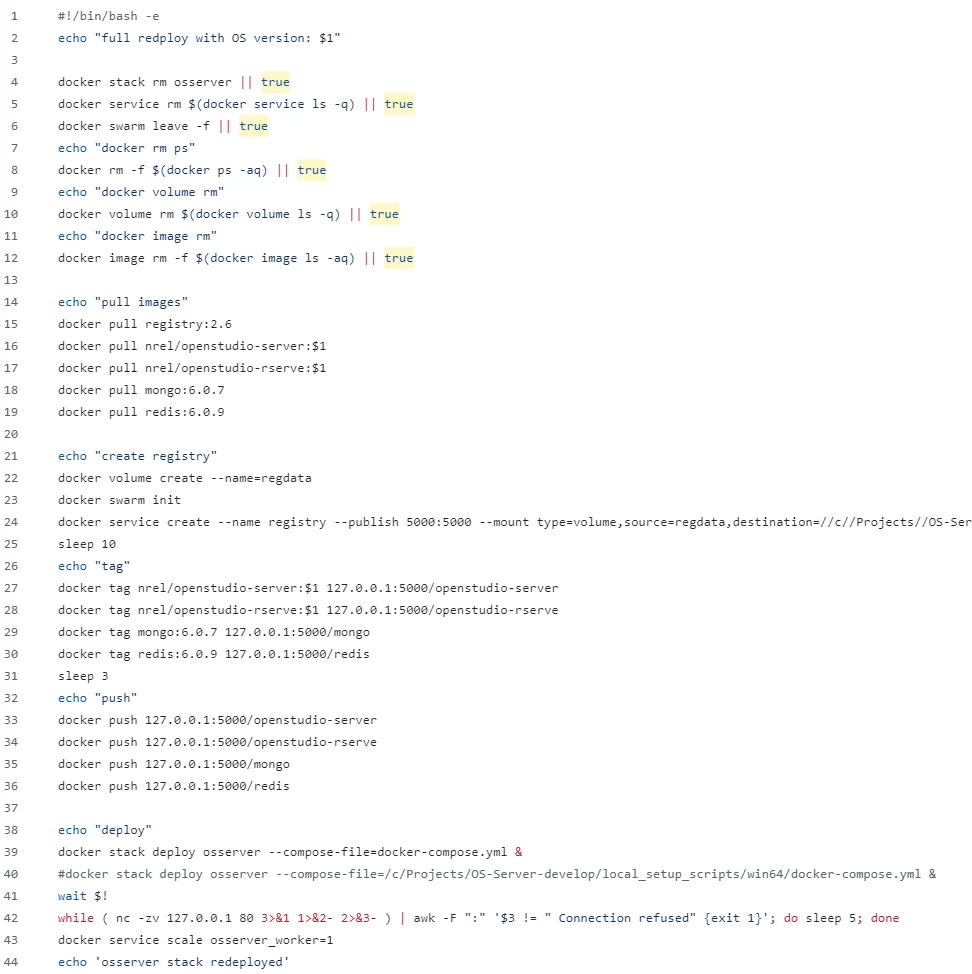 1 #!/bin/bash -e
2 echo "full redploy with OS version: $1"
3
4 docker stack rm osserver || true
5 docker service rm $(docker service ls -q) || true
6 docker swarm leave -f || true
7 echo "docker rm ps"
8 docker rm -f $(docker ps -aq) || true
9 echo "docker volume rm"
10 docker volume rm $(docker volume ls -q) || true
11 echo "docker image rm"
12 docker image rm -f $(docker image ls -aq) || true
13
14 echo "pull images"
15 docker pull registry:2.6
16 docker pull nrel/openstudio-server:$1
17 docker pull nrel/openstudio-rserve:$1
18 docker pull mongo:6.0.7
19 docker pull redis:6.0.9
20
21 echo "create registry"
22 docker volume create --name=regdata
23 docker swarm init
24 docker service create --name registry --publish 5000:5000 --mount type=volume,source=regdata,destination=//c//Projects//OS-Ser
25 sleep 10
26 echo "tag"
27 docker tag nrel/openstudio-server:$1 127.0.0.1:5000/openstudio-server
28 docker tag nrel/openstudio-rserve:$1 127.0.0.1:5000/openstudio-rserve
29 docker tag mongo:6.0.7 127.0.0.1:5000/mongo
30 docker tag redis:6.0.9 127.0.0.1:5000/redis
31 sleep 3
32 echo "push"
33 docker push 127.0.0.1:5000/openstudio-server
34 docker push 127.0.0.1:5000/openstudio-rserve
35 docker push 127.0.0.1:5000/mongo
36 docker push 127.0.0.1:5000/redis
37
38 echo "deploy"
39 docker stack deploy osserver --compose-file=docker-compose.yml &
40 #docker stack deploy osserver --compose-file=/c/Projects/OS-Server-develop/local_setup_scripts/win64/docker-compose.yml &
41 wait $!
42 while ( nc -zv 127.0.0.1 80 3>&1 1>&2- 2>&3- ) | awk -F ":" '$3 != " Connection refused" {exit 1}'; do sleep 5; done
43 docker service scale osserver_worker=1
44 echo 'osserver stack redeployed'